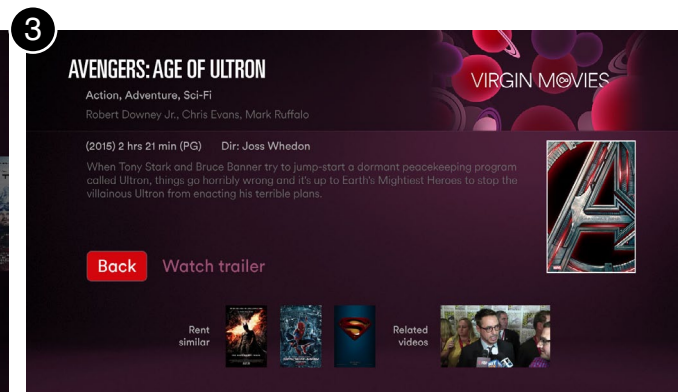 3
AVENGERS: AGE OF ULTRON
VIRGIN MOVIES
Action, Adventure, Sci-Fi
Robert Downey Jr., Chris Evans, Mark Ruffalo
(2015) 2 hrs 21 min (PG) Dir: Joss Whedon
When Tony Stark and Bruce Banner try to jump-start a dormant peacekeeping program
called Ultron, things go horribly wrong and it's up to Earth's Mightiest Heroes to stop the
villainous Ultron from enacting his terrible plans.
Back Watch trailer
Rent
similar
Related
videos